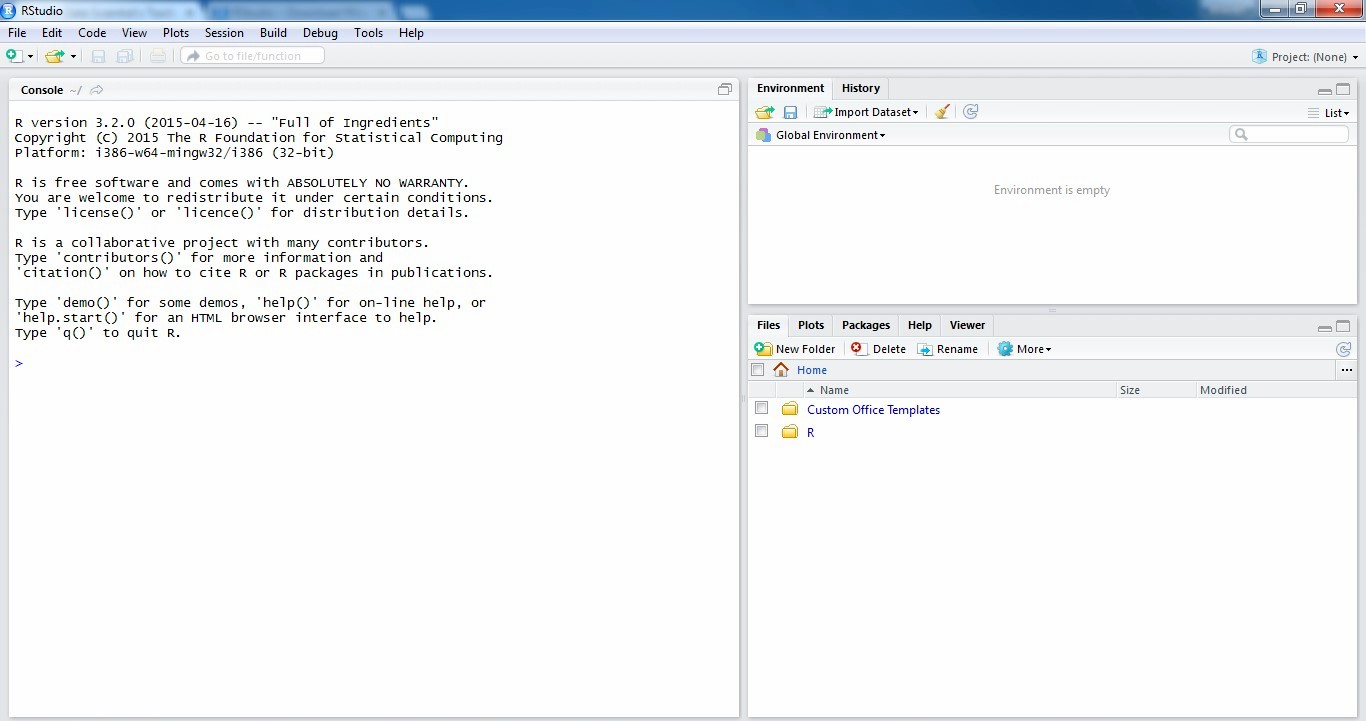 RStudio
File Edit Code View Plots Session Build Debug Tools Help
Go to file/function
Project: (None)
Console ~/
R version 3.2.0 (2015-04-16) -- "Full of Ingredients"
Copyright (C) 2015 The R Foundation for Statistical Computing
Platform: i386-w64-mingw32/i386 (32-bit)
R is free software and comes with ABSOLUTELY NO WARRANTY.
You are welcome to redistribute it under certain conditions.
Type 'license()' or 'licence()' for distribution details.
R is a collaborative project with many contributors.
Type 'contributors()' for more information and
'citation()' on how to cite R or R packages in publications.
Type 'demo()' for some demos, 'help()' for on-line help, or
'help.start()' for an HTML browser interface to help.
Type 'q()' to quit R.
>
Environment History
Import Dataset List
Global Environment
Environment is empty
Files Plots Packages Help Viewer
New Folder Delete Rename More
Home ...
Name Size Modified
Custom Office Templates
R